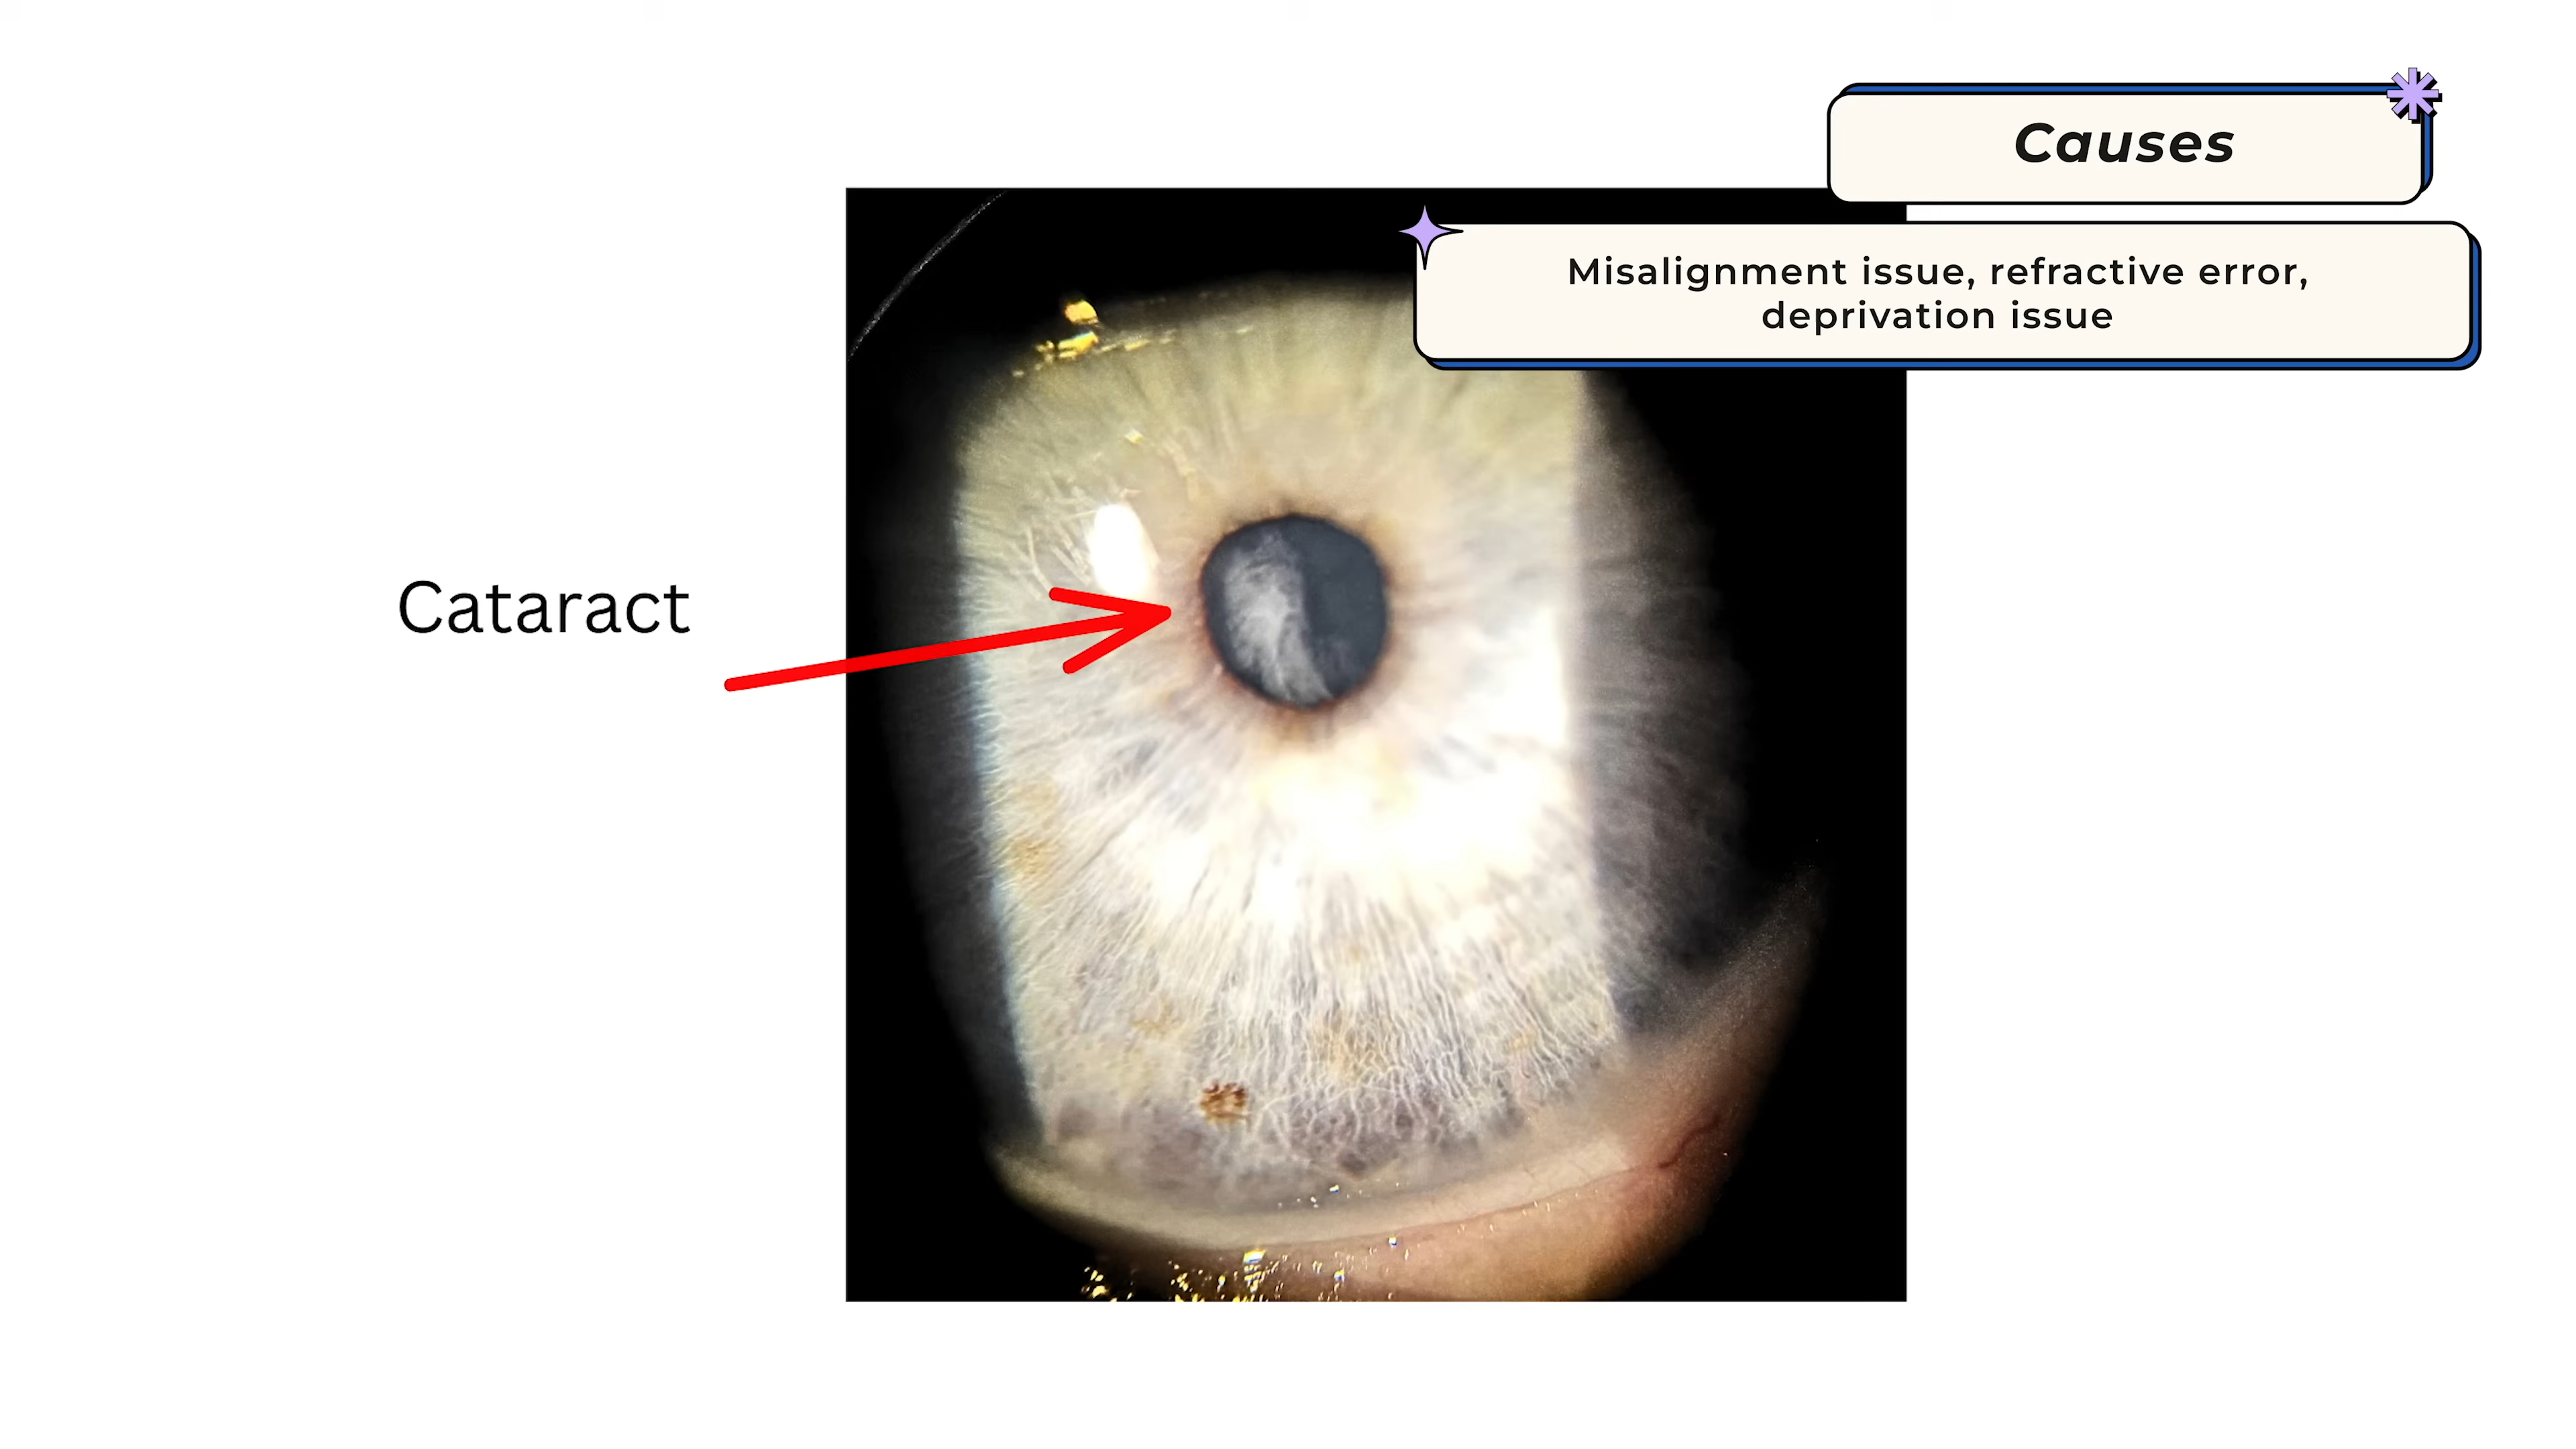 Causes
Misalignment issue, refractive error,
deprivation issue
Cataract